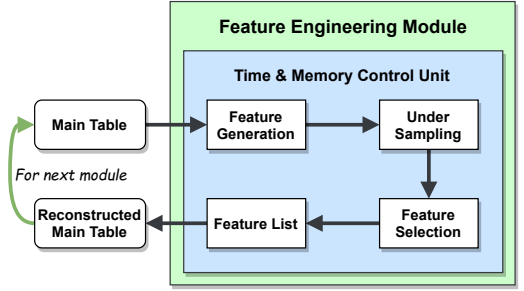 Feature Engineering Module
Time & Memory Control Unit
Main Table
Feature
Generation
Under
Sampling
For next module
Reconstructed
Main Table
Feature List
Feature
Selection